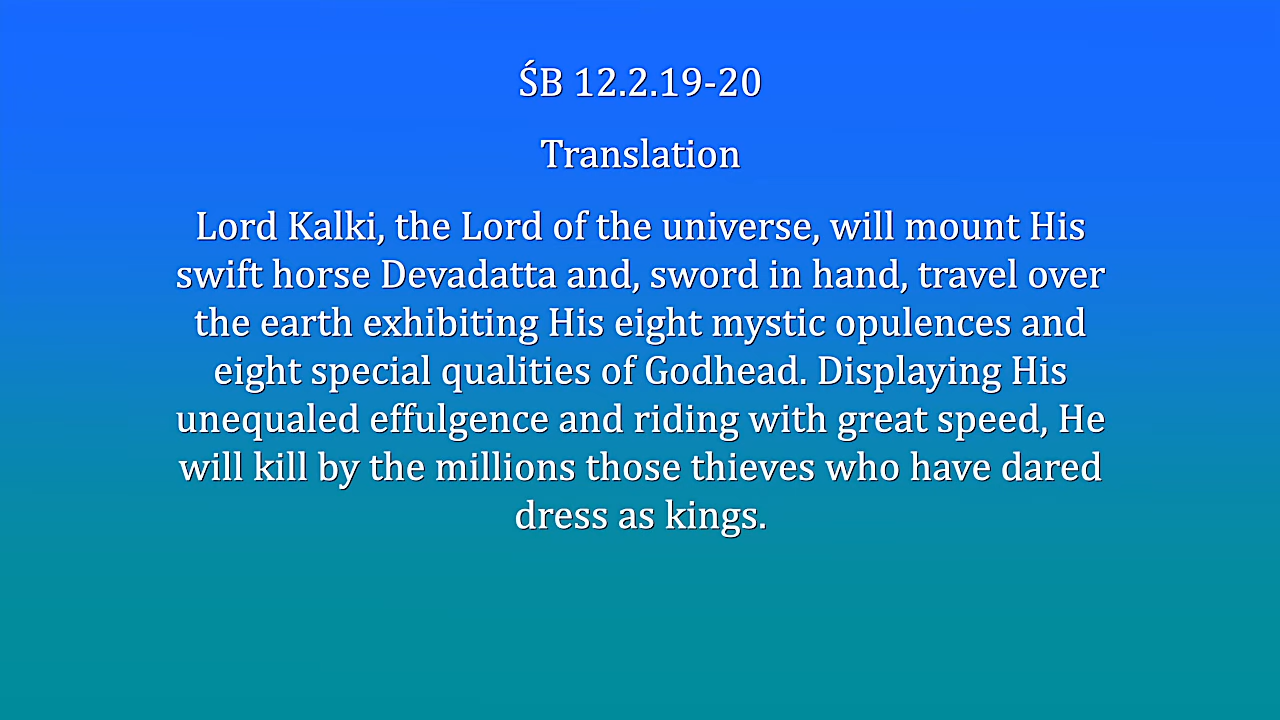 ŚB 12.2.19-20
Translation
Lord Kalki, the Lord of the universe, will mount His
swift horse Devadatta and, sword in hand, travel over
the earth exhibiting His eight mystic opulences and
eight special qualities of Godhead. Displaying His
unequaled effulgence and riding with great speed, He
will kill by the millions those thieves who have dared
dress as kings.